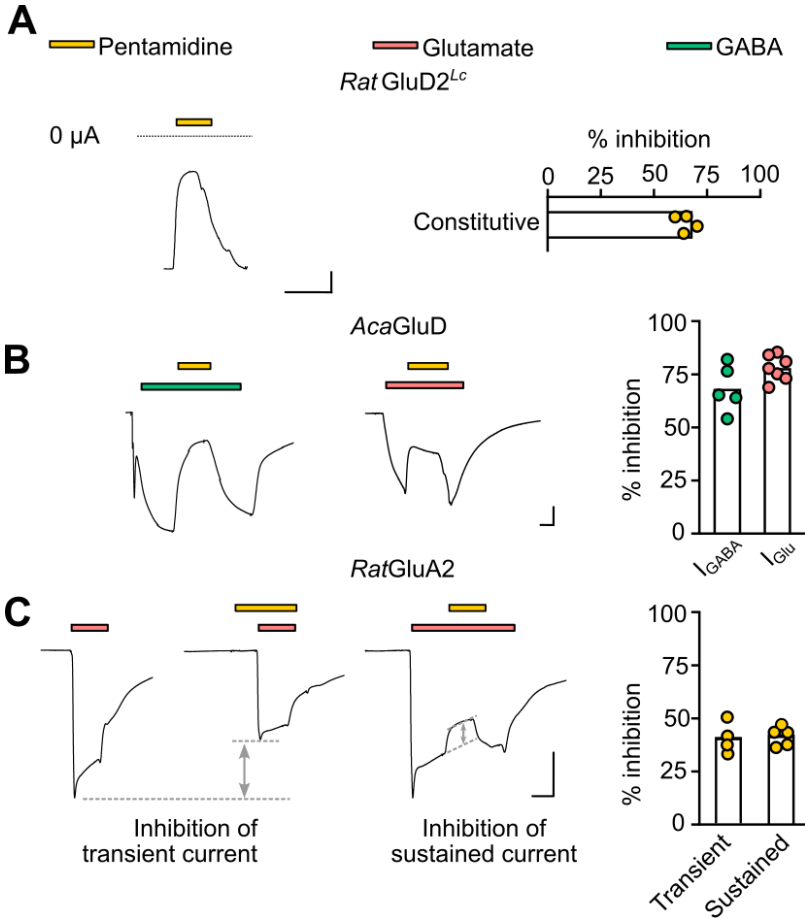 A
Pentamidine Glutamate GABA
Rat GluD2Lc
0 µA
% inhibition
0 25 50 75 100
Constitutive
B
AcaGluD
100
75
50
25
0
% inhibition
IGABA IGlu
C
RatGluA2
100
75
50
25
0
% inhibition
Transient Sustained
Inhibition of
transient current
Inhibition of
sustained current